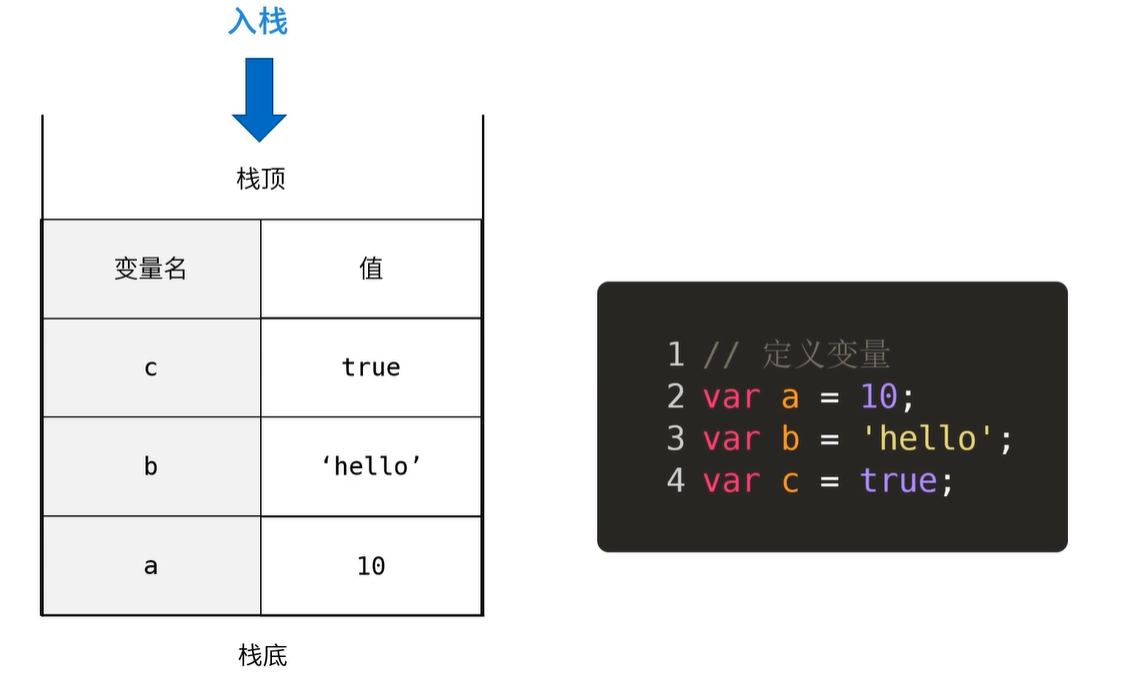 入栈
栈顶
变量名 值
c true
b ‘hello’
a 10
栈底
1 // 定义变量
2 var a = 10;
3 var b = 'hello';
4 var c = true;